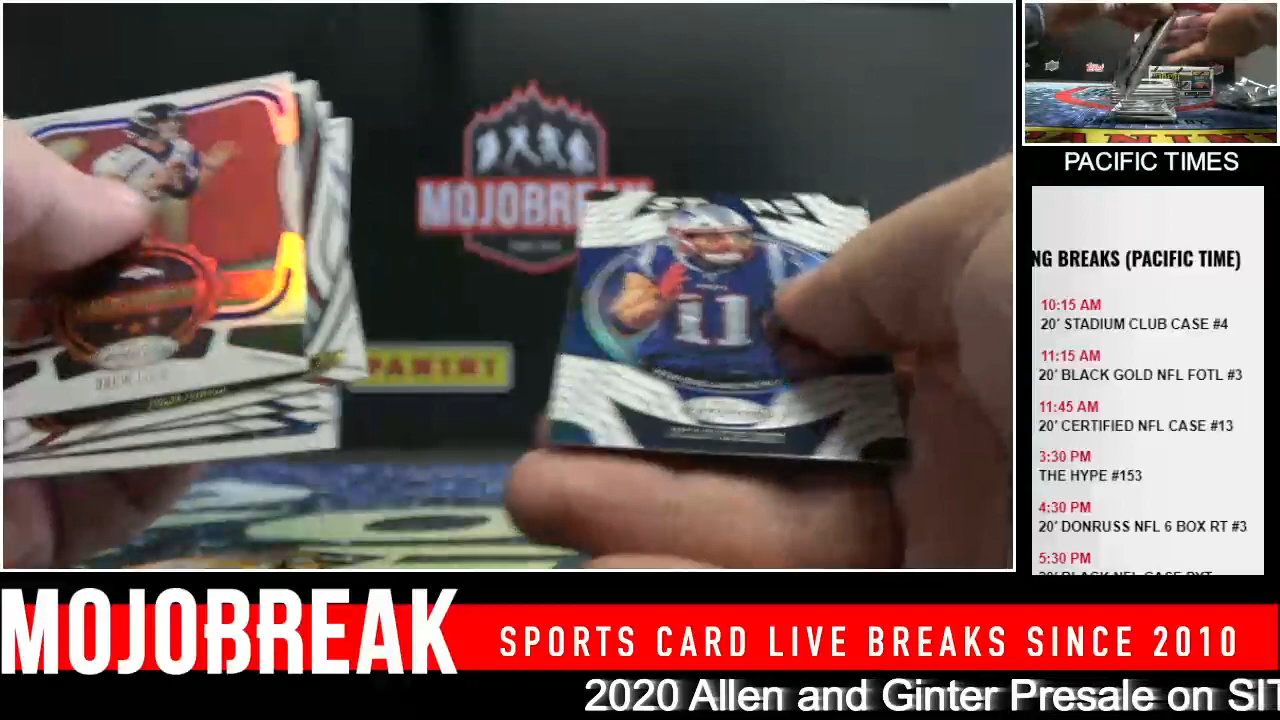 MOJOBRE
PANINI
11
DREW
PACIFIC TIMES
NG BREAKS (PACIFIC TIME)
10:15 AM
20' STADIUM CLUB CASE #4
11:15 AM
20' BLACK GOLD NFL FOTL #3
11:45 AM
20' CERTIFIED NFL CASE #13
3:30 PM
THE HYPE #153
4:30 PM
20' DONRUSS NFL 6 BOX RT #3
5:30 PM
MOJOBREAK
SPORTS CARD LIVE BREAKS SINCE 2010
2020 Allen and Ginter Presale on SIT